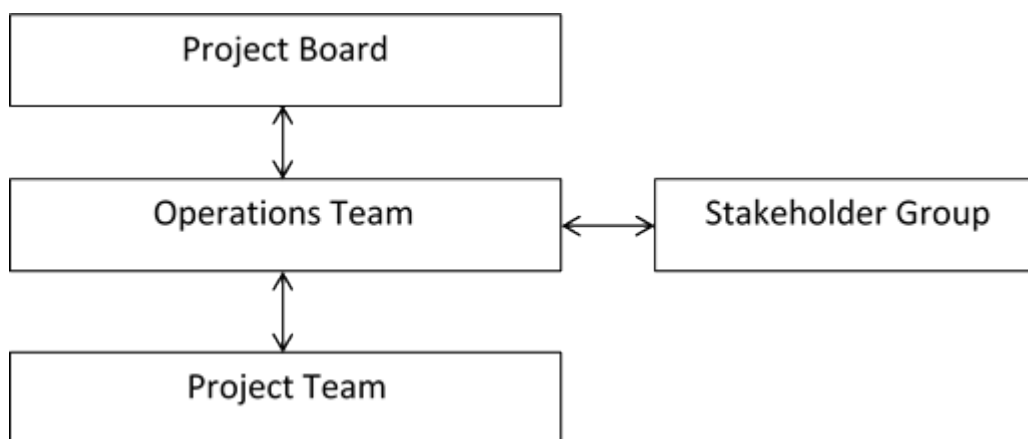 Project Board
Operations Team
Stakeholder Group
Project Team